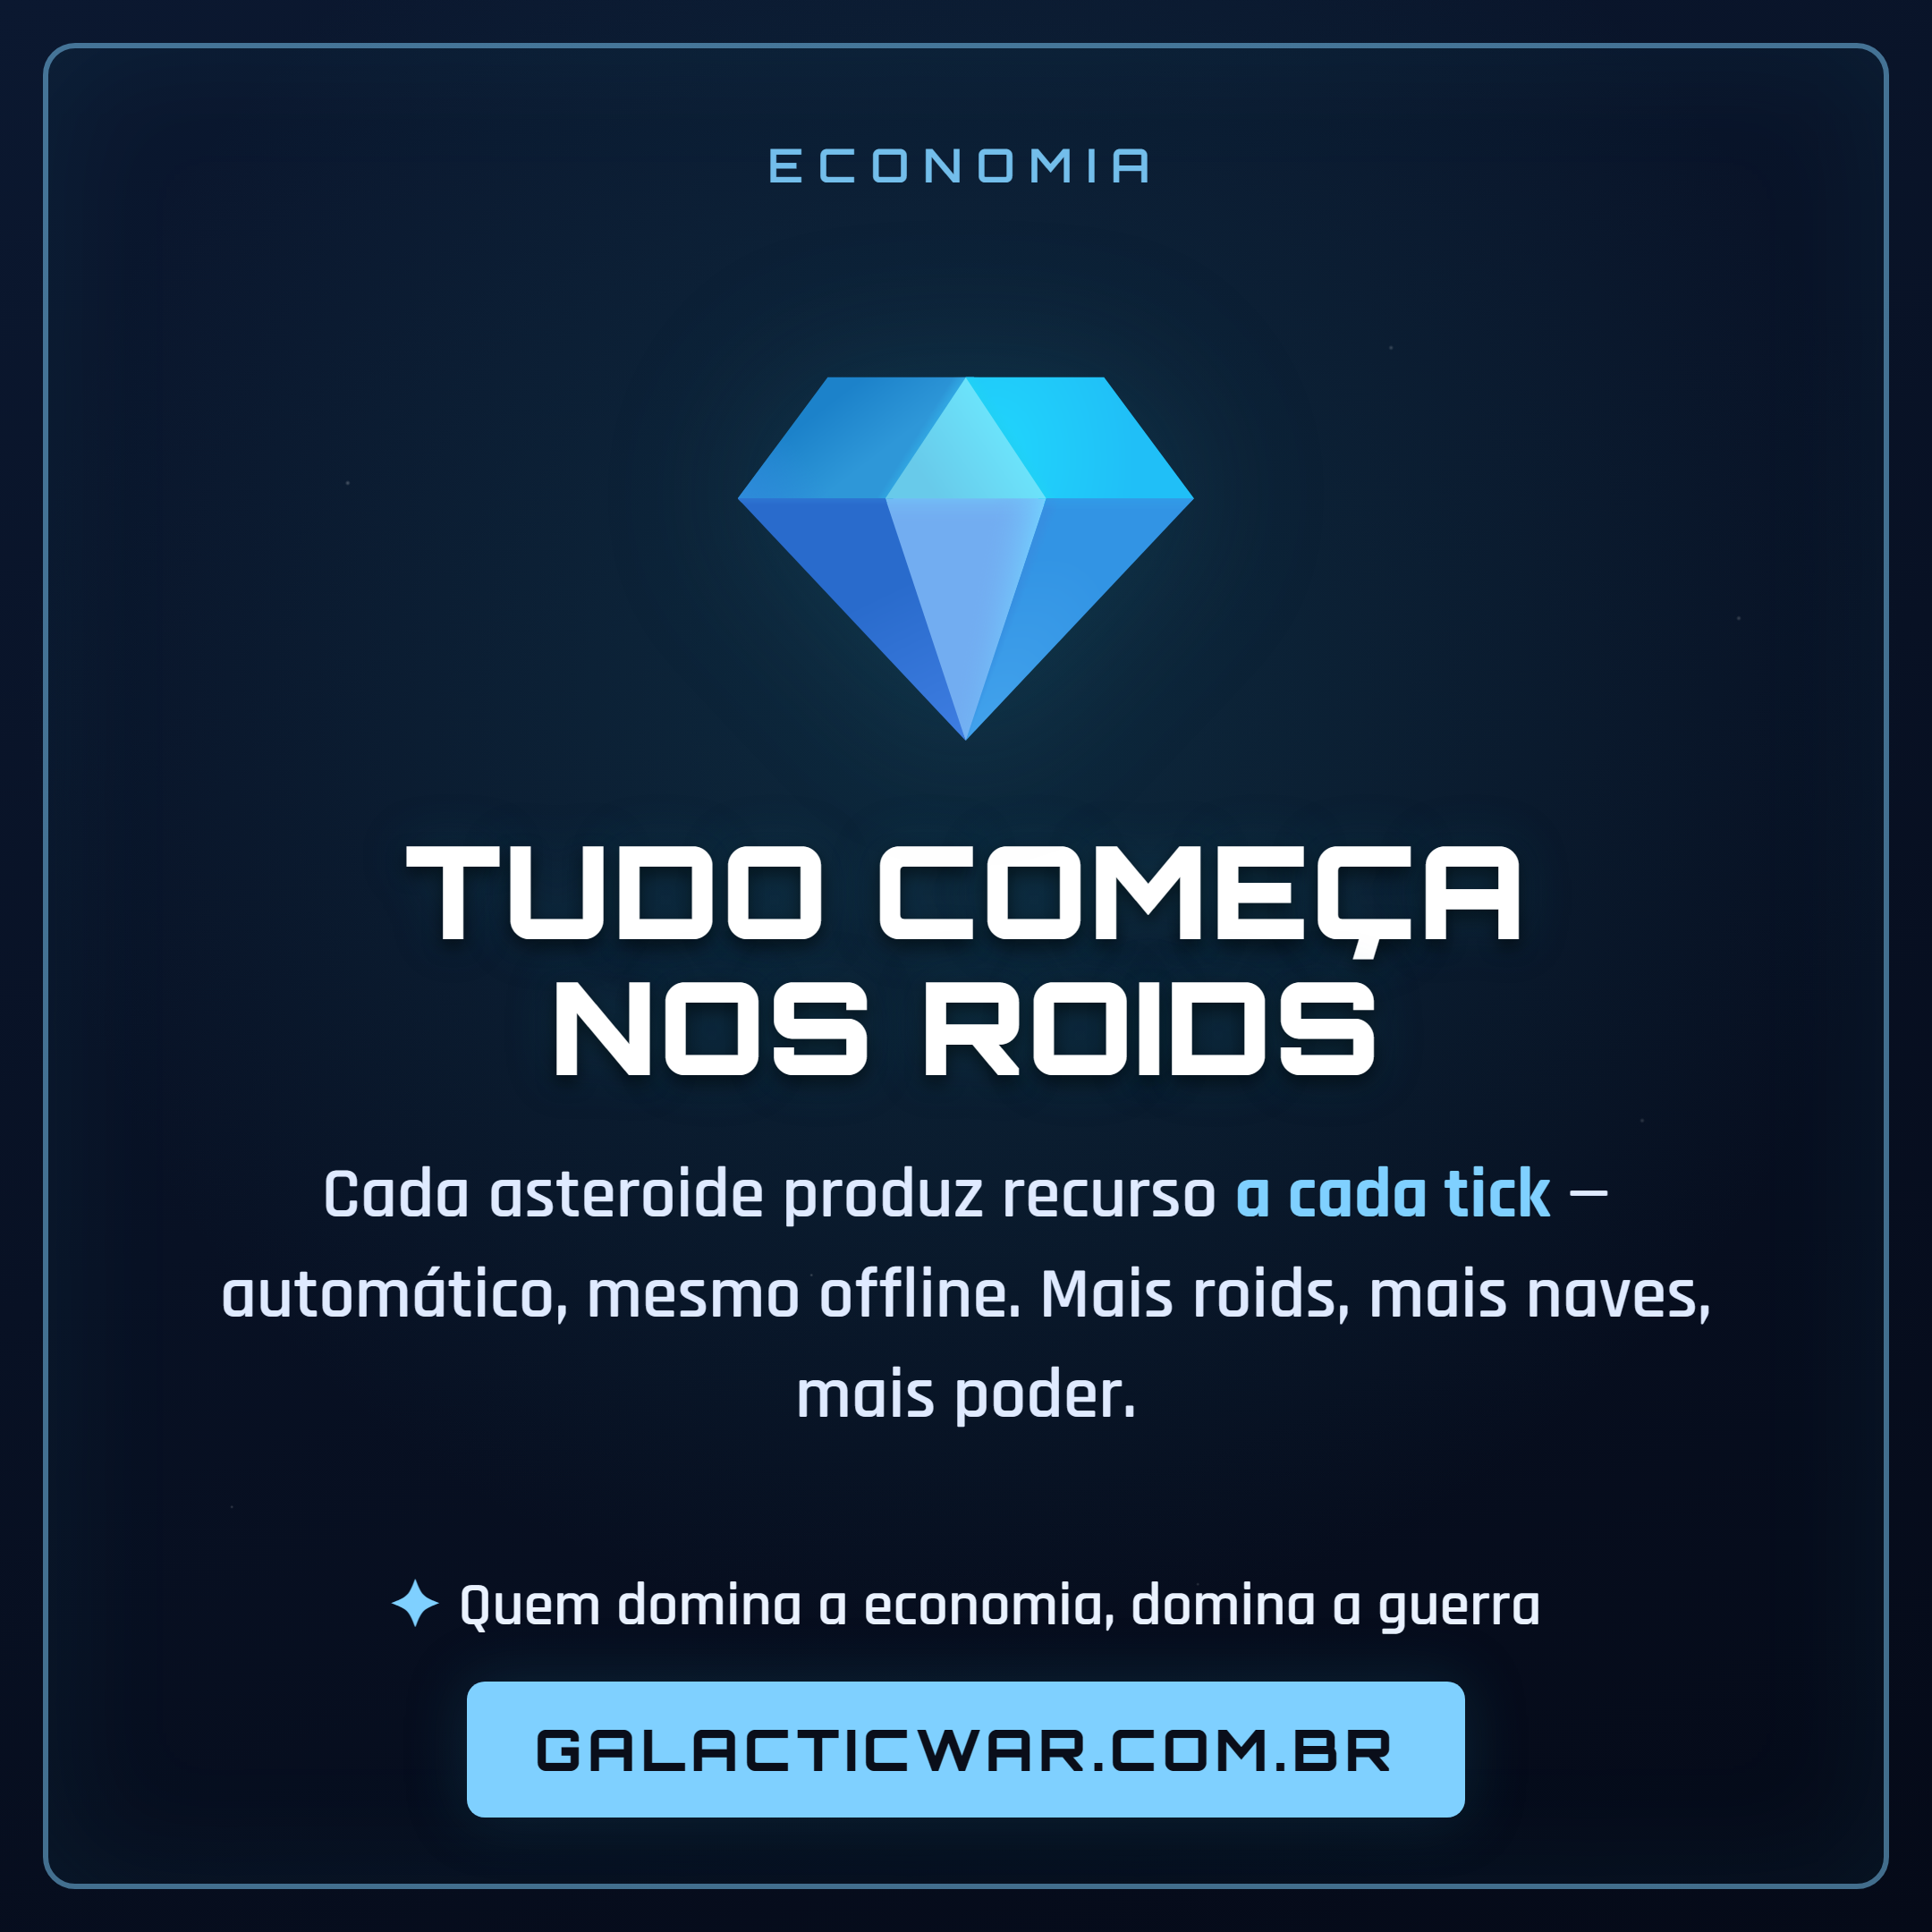 ECONOMIA
TUDO COMEÇA
NOS ROIDS
Cada asteroide produz recurso a cada tick —
automático, mesmo offline. Mais roids, mais naves,
mais poder.
✦ Quem domina a economia, domina a guerra
GALACTICWAR.COM.BR